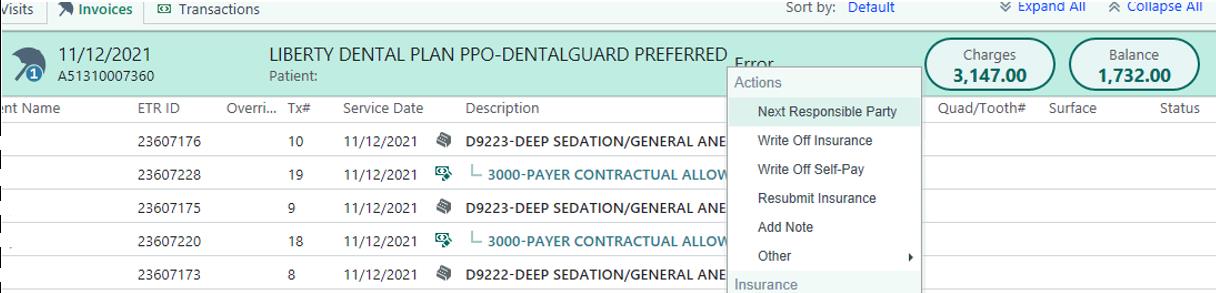 Visits Invoices Transactions Sort by: Default Expand All Collapse All
11/12/2021 LIBERTY DENTAL PLAN PPO-DENTALGUARD PREFERRED Error Charges Balance
A51310007360 Patient: 3,147.00 1,732.00
Actions
ent Name ETR ID Overri... Tx# Service Date Description Quad/Tooth# Surface Status
Next Responsible Party
23607176 10 11/12/2021 D9223-DEEP SEDATION/GENERAL ANE
Write Off Insurance
23607228 19 11/12/2021 3000-PAYER CONTRACTUAL ALLOW
Write Off Self-Pay
23607175 9 11/12/2021 D9223-DEEP SEDATION/GENERAL ANE
Resubmit Insurance
Add Note
23607220 18 11/12/2021 3000-PAYER CONTRACTUAL ALLOW
Other
23607173 8 11/12/2021 D9222-DEEP SEDATION/GENERAL ANE
Insurance
1